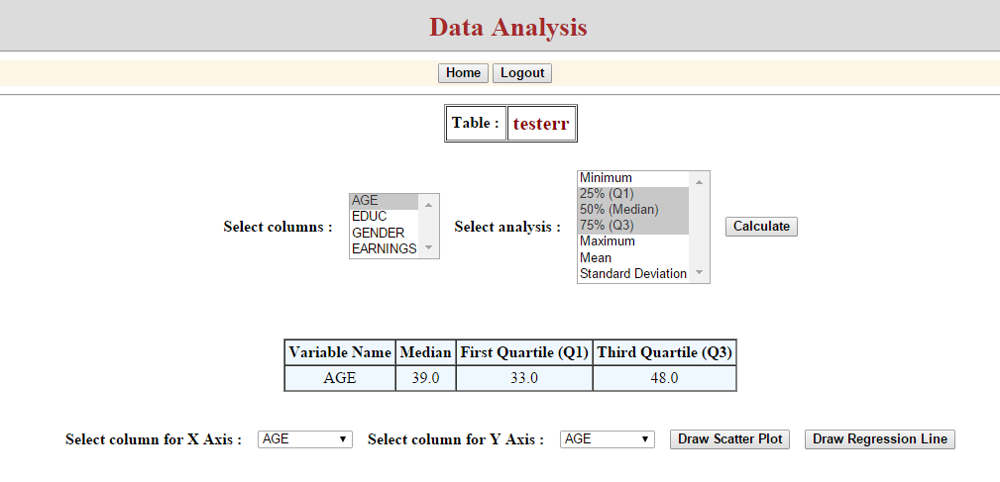 Data Analysis
Home Logout
Table : testerr
Select columns :
AGE
EDUC
GENDER
EARNINGS
Select analysis :
Minimum
25% (Q1)
50% (Median)
75% (Q3)
Maximum
Mean
Standard Deviation
Calculate
Variable Name Median First Quartile (Q1) Third Quartile (Q3)
AGE 39.0 33.0 48.0
Select column for X Axis : AGE Select column for Y Axis : AGE Draw Scatter Plot Draw Regression Line